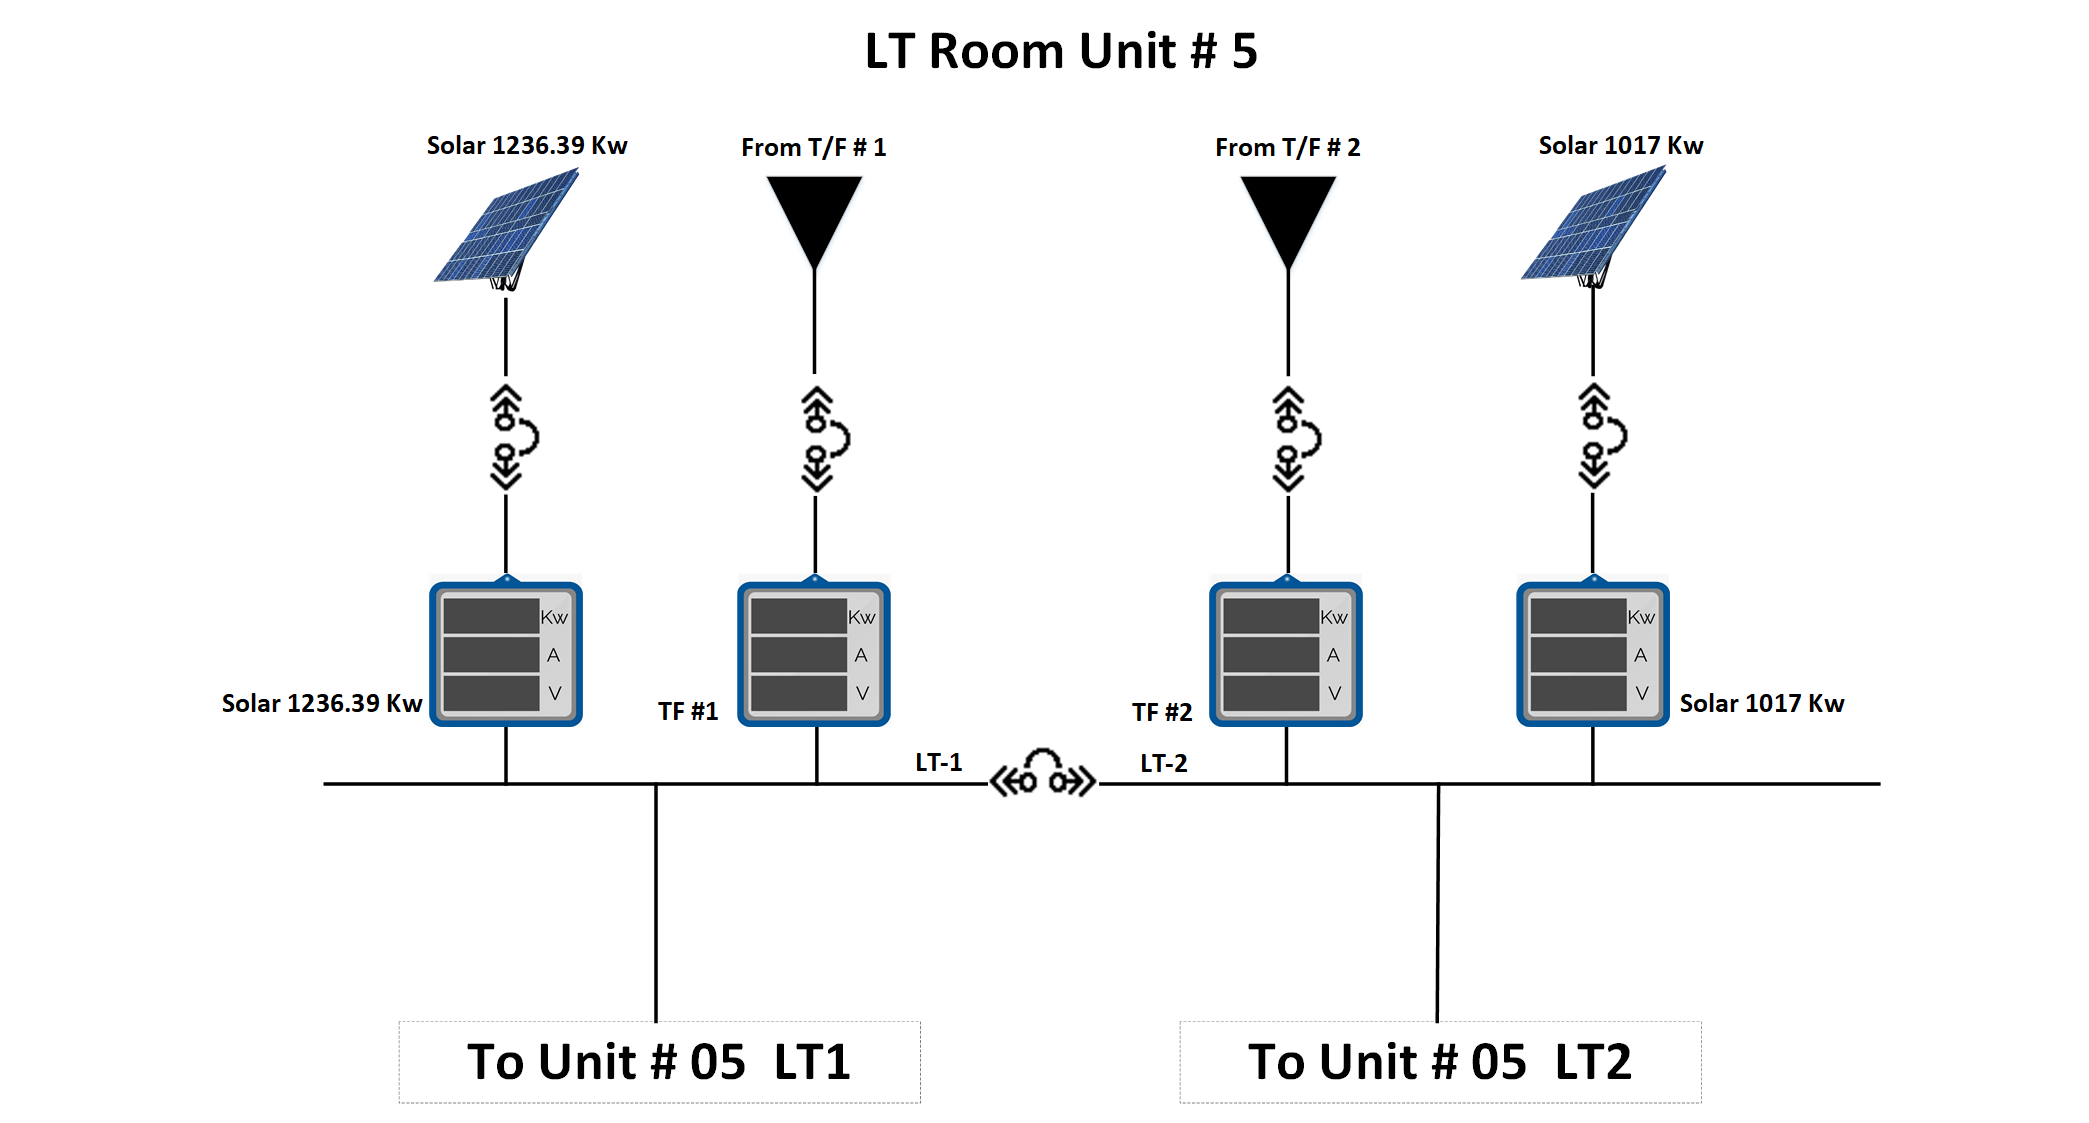 LT Room Unit # 5
Solar 1236.39 Kw
From T/F # 1
From T/F # 2
Solar 1017 Kw
Kw
A
V
Kw
A
V
Kw
A
V
Kw
A
V
Solar 1236.39 Kw
TF #1
TF #2
Solar 1017 Kw
LT-1
LT-2
To Unit # 05 LT1
To Unit # 05 LT2